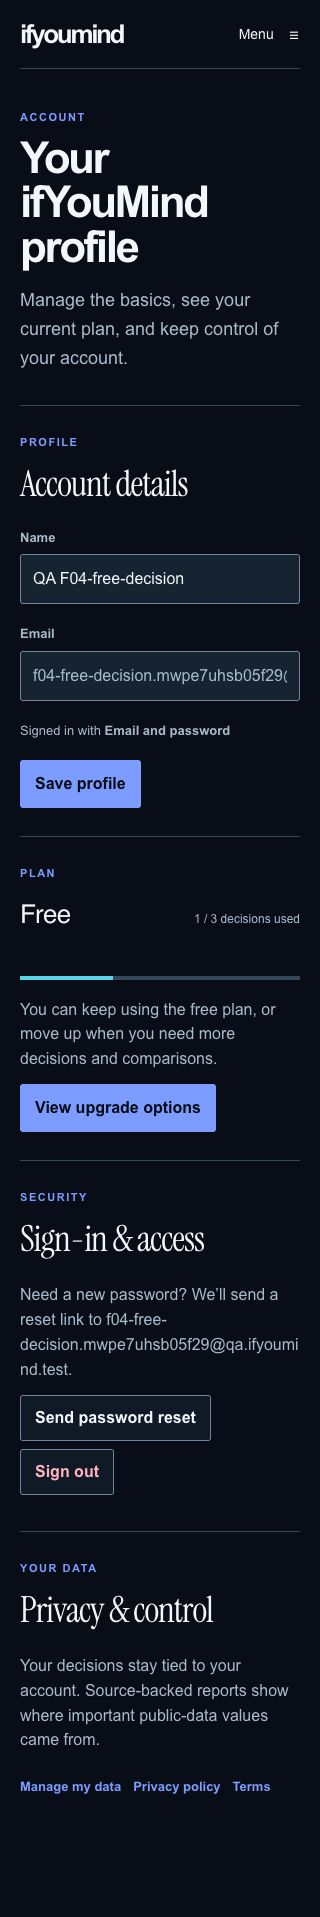 ifyoumind
Menu ≡
ACCOUNT
Your
ifYouMind
profile
Manage the basics, see your
current plan, and keep control of
your account.
PROFILE
Account details
Name
QA F04-free-decision
Email
f04-free-decision.mwpe7uhsb05f29(
Signed in with Email and password
Save profile
PLAN
Free
1 / 3 decisions used
You can keep using the free plan, or
move up when you need more
decisions and comparisons.
View upgrade options
SECURITY
Sign-in & access
Need a new password? We’ll send a
reset link to f04-free-
decision.mwpe7uhsb05f29@qa.ifyoumi
nd.test.
Send password reset
Sign out
YOUR DATA
Privacy & control
Your decisions stay tied to your
account. Source-backed reports show
where important public-data values
came from.
Manage my data Privacy policy Terms